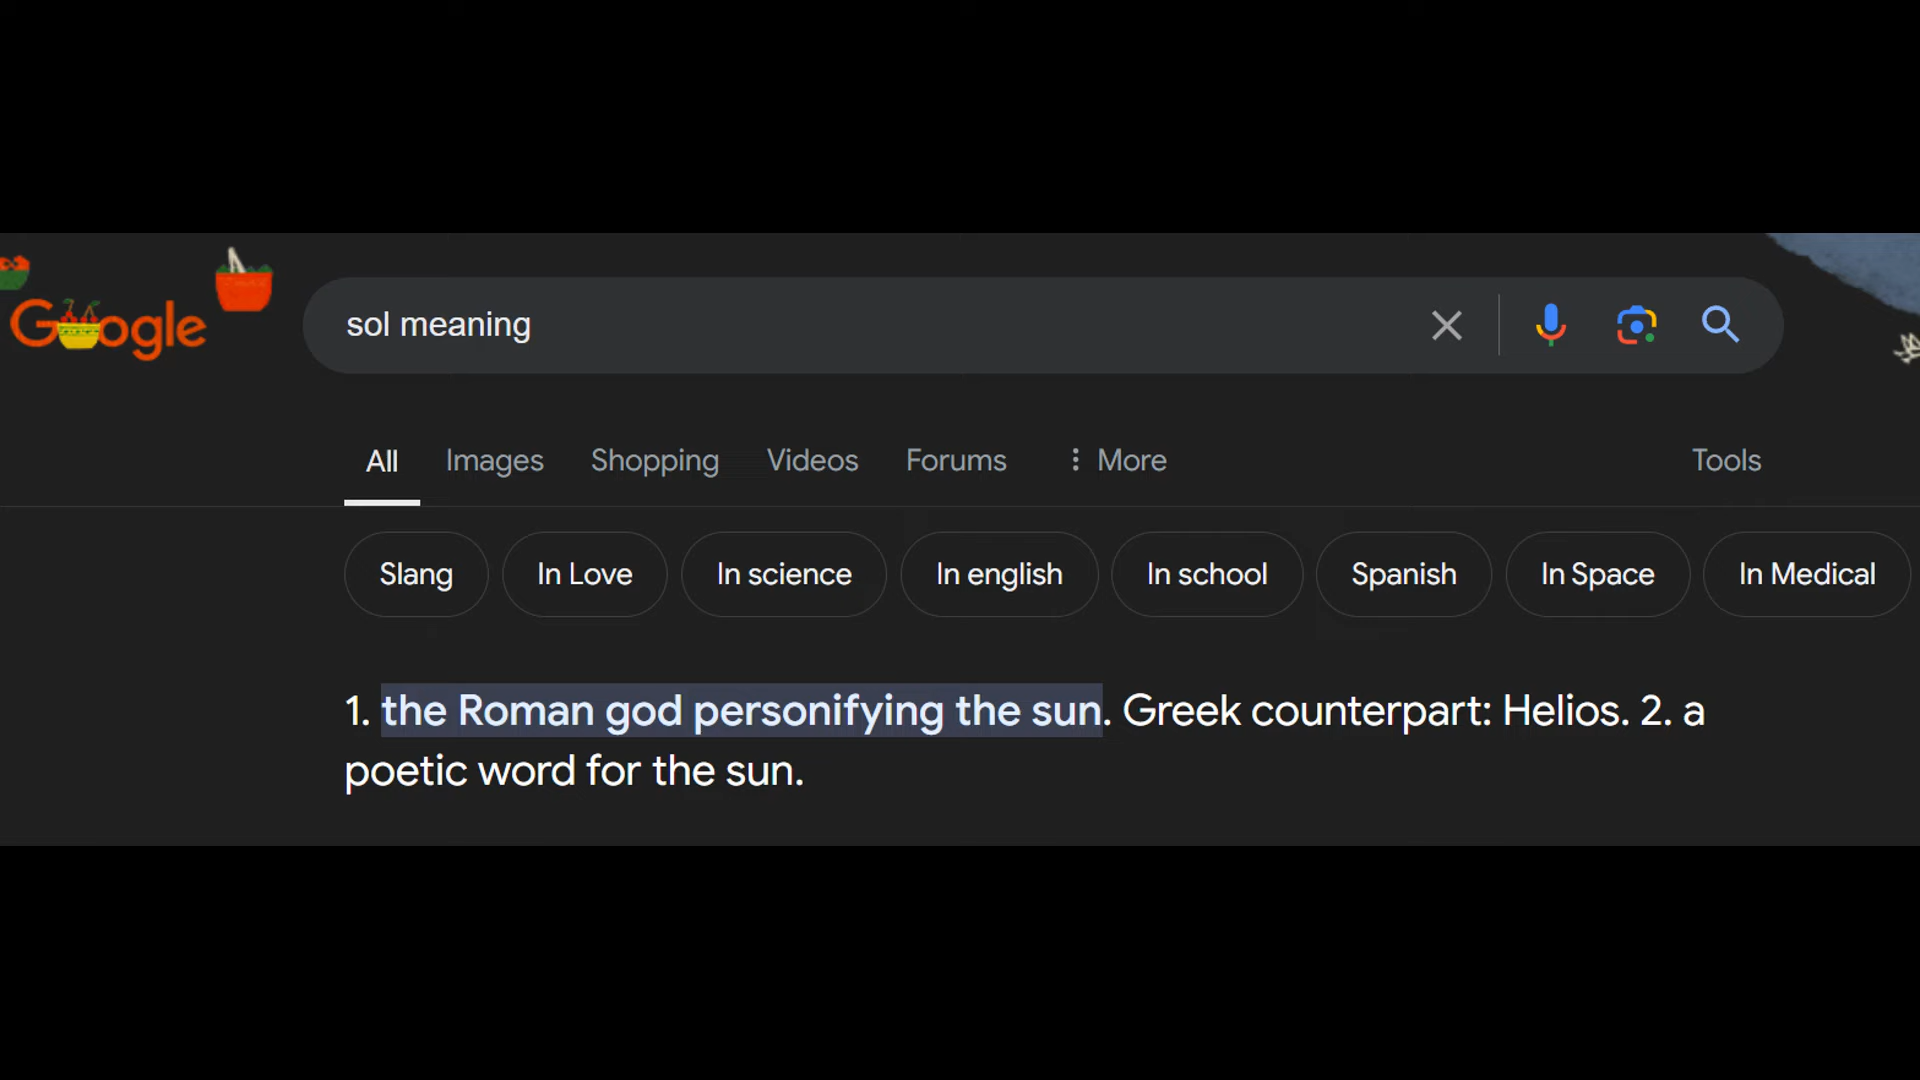 Google
sol meaning
All Images Shopping Videos Forums More Tools
Slang In Love In science In english In school Spanish In Space In Medical
1. the Roman god personifying the sun. Greek counterpart: Helios. 2. a
poetic word for the sun.